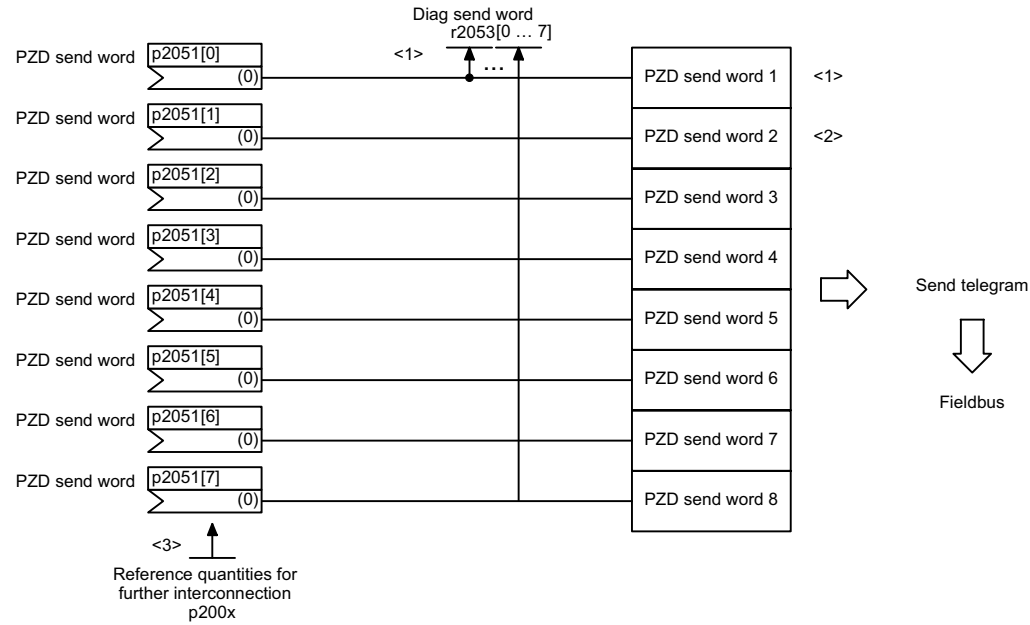 Diag send word
r2053[0 … 7]
<1>
...
PZD send word
p2051[0]
(0)
PZD send word 1
<1>
PZD send word
p2051[1]
(0)
PZD send word 2
<2>
PZD send word
p2051[2]
(0)
PZD send word 3
PZD send word
p2051[3]
(0)
PZD send word 4
PZD send word
p2051[4]
(0)
PZD send word 5
Send telegram
PZD send word
p2051[5]
(0)
PZD send word 6
Fieldbus
PZD send word
p2051[6]
(0)
PZD send word 7
PZD send word
p2051[7]
(0)
PZD send word 8
<3>
Reference quantities for
further interconnection
p200x